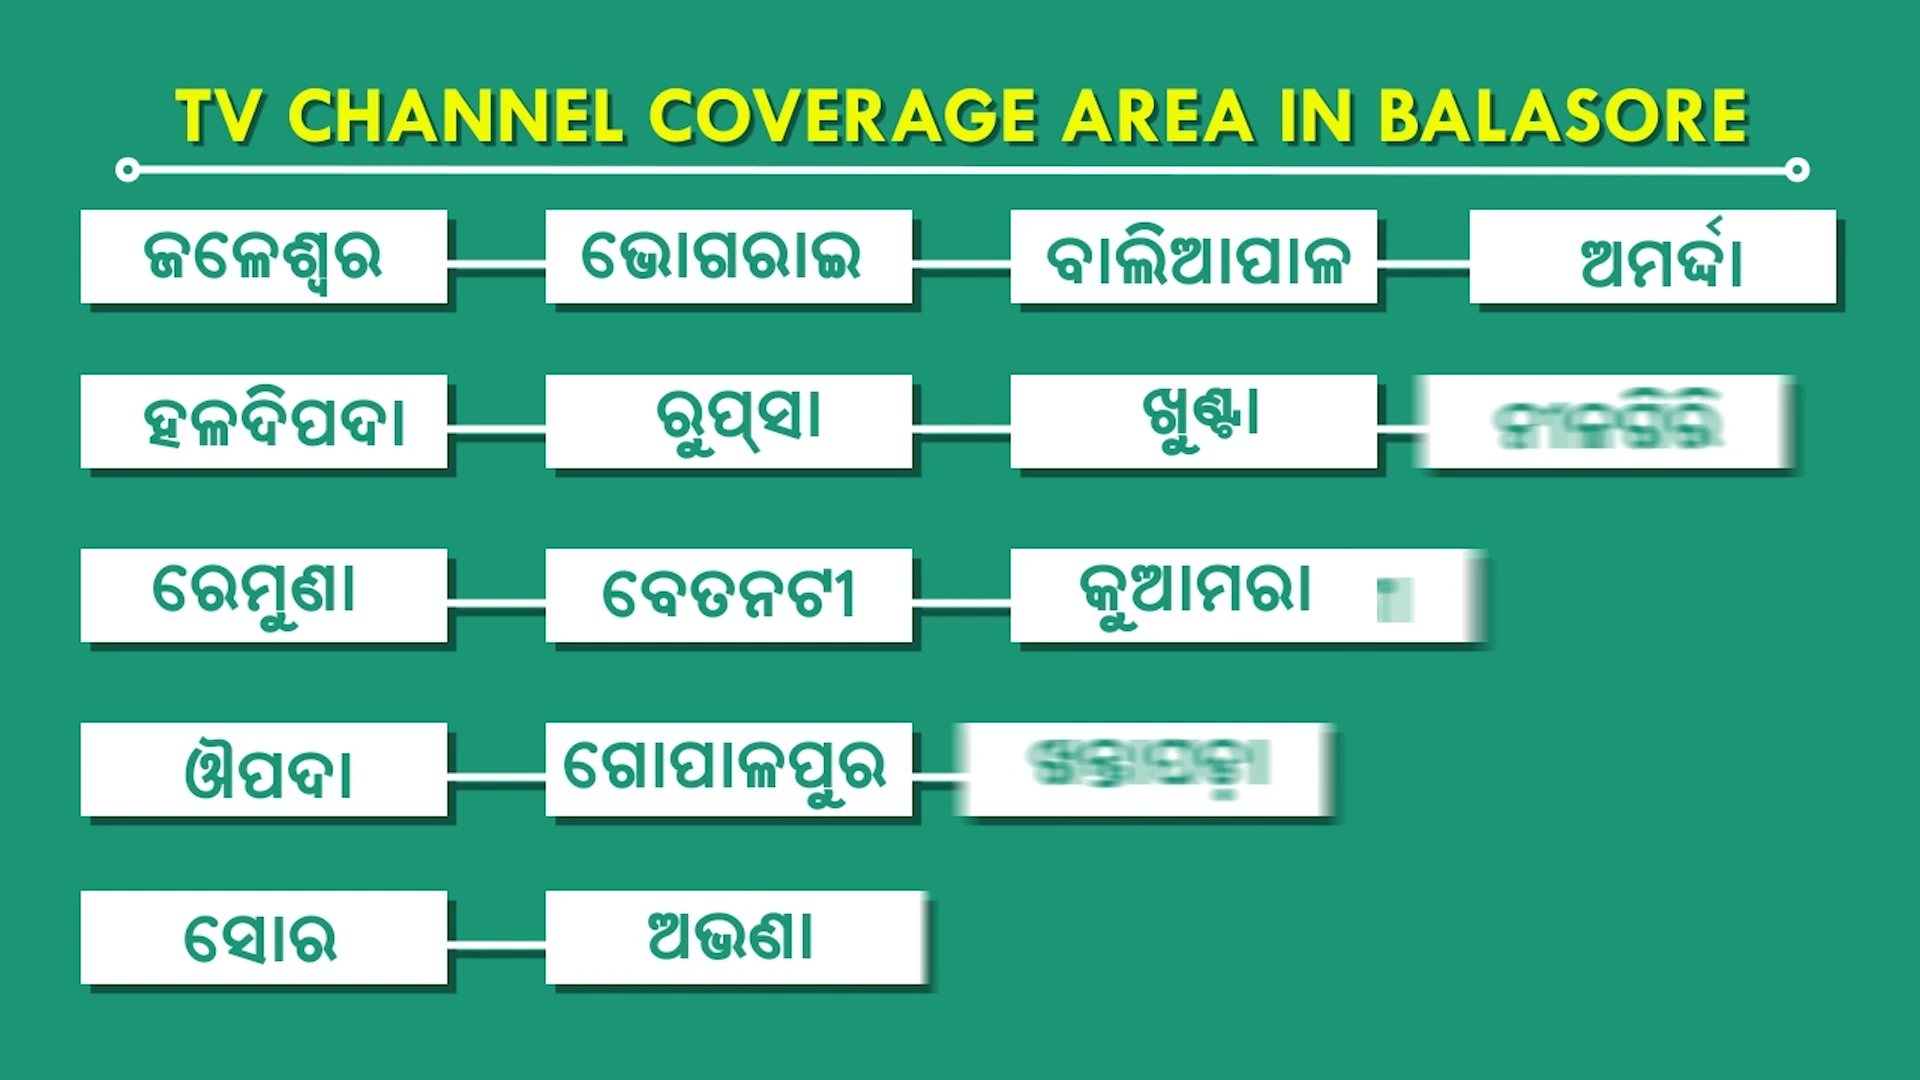 TV CHANNEL COVERAGE AREA IN BALASORE
ଜଳେଶ୍ୱର ଭୋଗରାଇ ବାଲିଆପାଳ ଅମର୍ଦ୍ଦା
ହଳଦିପଦା ରୁପ୍‌ସା ଖୁଣ୍ଟା
ରେମୁଣା ବେତନଟୀ କୁଆମରା
ଔପଦା ଗୋପାଳପୁର
ସୋର ଅଭଣା